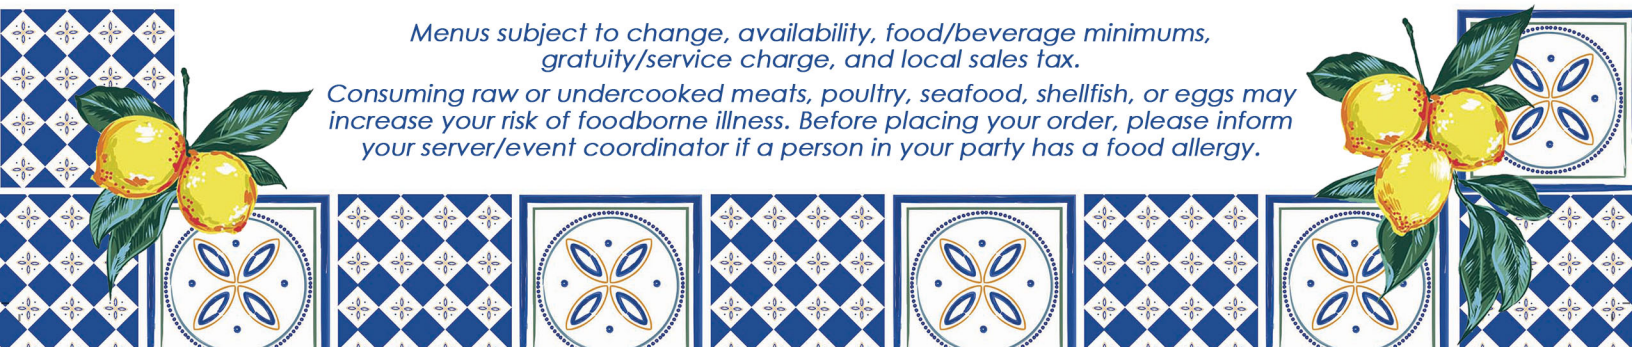 Menus subject to change, availability, food/beverage minimums,
gratuity/service charge, and local sales tax.
Consuming raw or undercooked meats, poultry, seafood, shellfish, or eggs may
increase your risk of foodborne illness. Before placing your order, please inform
your server/event coordinator if a person in your party has a food allergy.